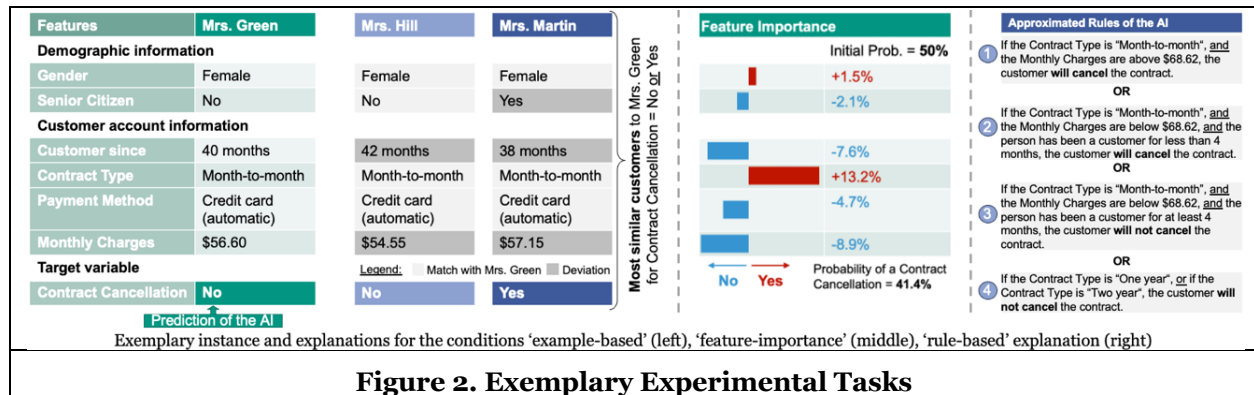 Features Mrs. Green Mrs. Hill Mrs. Martin
Demographic information
Gender Female Female Female
Senior Citizen No No Yes
Customer account information
Customer since 40 months 42 months 38 months
Contract Type Month-to-month Month-to-month Month-to-month
Payment Method Credit card Credit card Credit card
(automatic) (automatic) (automatic)
Monthly Charges $56.60 $54.55 $57.15
Target variable
Legend: Match with Mrs. Green Deviation
Contract Cancellation No No Yes
Prediction of the AI
Most similar customers to Mrs. Green
for Contract Cancellation = No or Yes
Feature Importance
Initial Prob. = 50%
+1.5%
-2.1%
-7.6%
+13.2%
-4.7%
-8.9%
No Yes
Probability of a Contract
Cancellation = 41.4%
Approximated Rules of the AI
1 If the Contract Type is "Month-to-month", and
the Monthly Charges are above $68.62, the
customer will cancel the contract.
OR
2 If the Contract Type is "Month-to-month", and
the Monthly Charges are below $68.62, and the
person has been a customer for less than 4
months, the customer will cancel the contract.
OR
3 If the Contract Type is "Month-to-month", and
the Monthly Charges are below $68.62, and the
person has been a customer for at least 4
months, the customer will not cancel the
contract.
OR
4 If the Contract Type is "One year", or if the
Contract Type is "Two year", the customer will
not cancel the contract.
Exemplary instance and explanations for the conditions 'example-based' (left), 'feature-importance' (middle), 'rule-based' explanation (right)
Figure 2. Exemplary Experimental Tasks